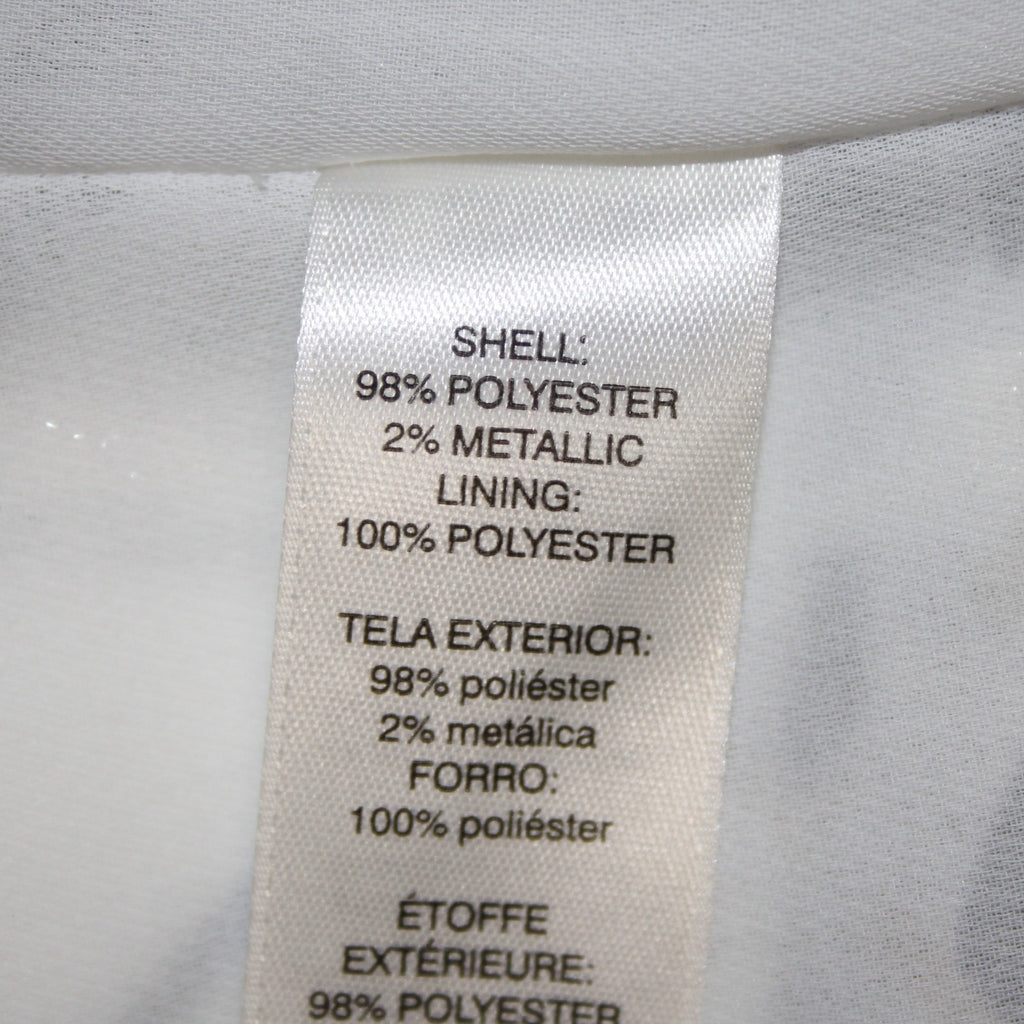 SHELL:
98% POLYESTER
2% METALLIC
LINING:
100% POLYESTER
TELA EXTERIOR:
98% poliéster
2% metálica
FORRO:
100% poliéster
ÉTOFFE
EXTÉRIEURE:
98% POLYESTER